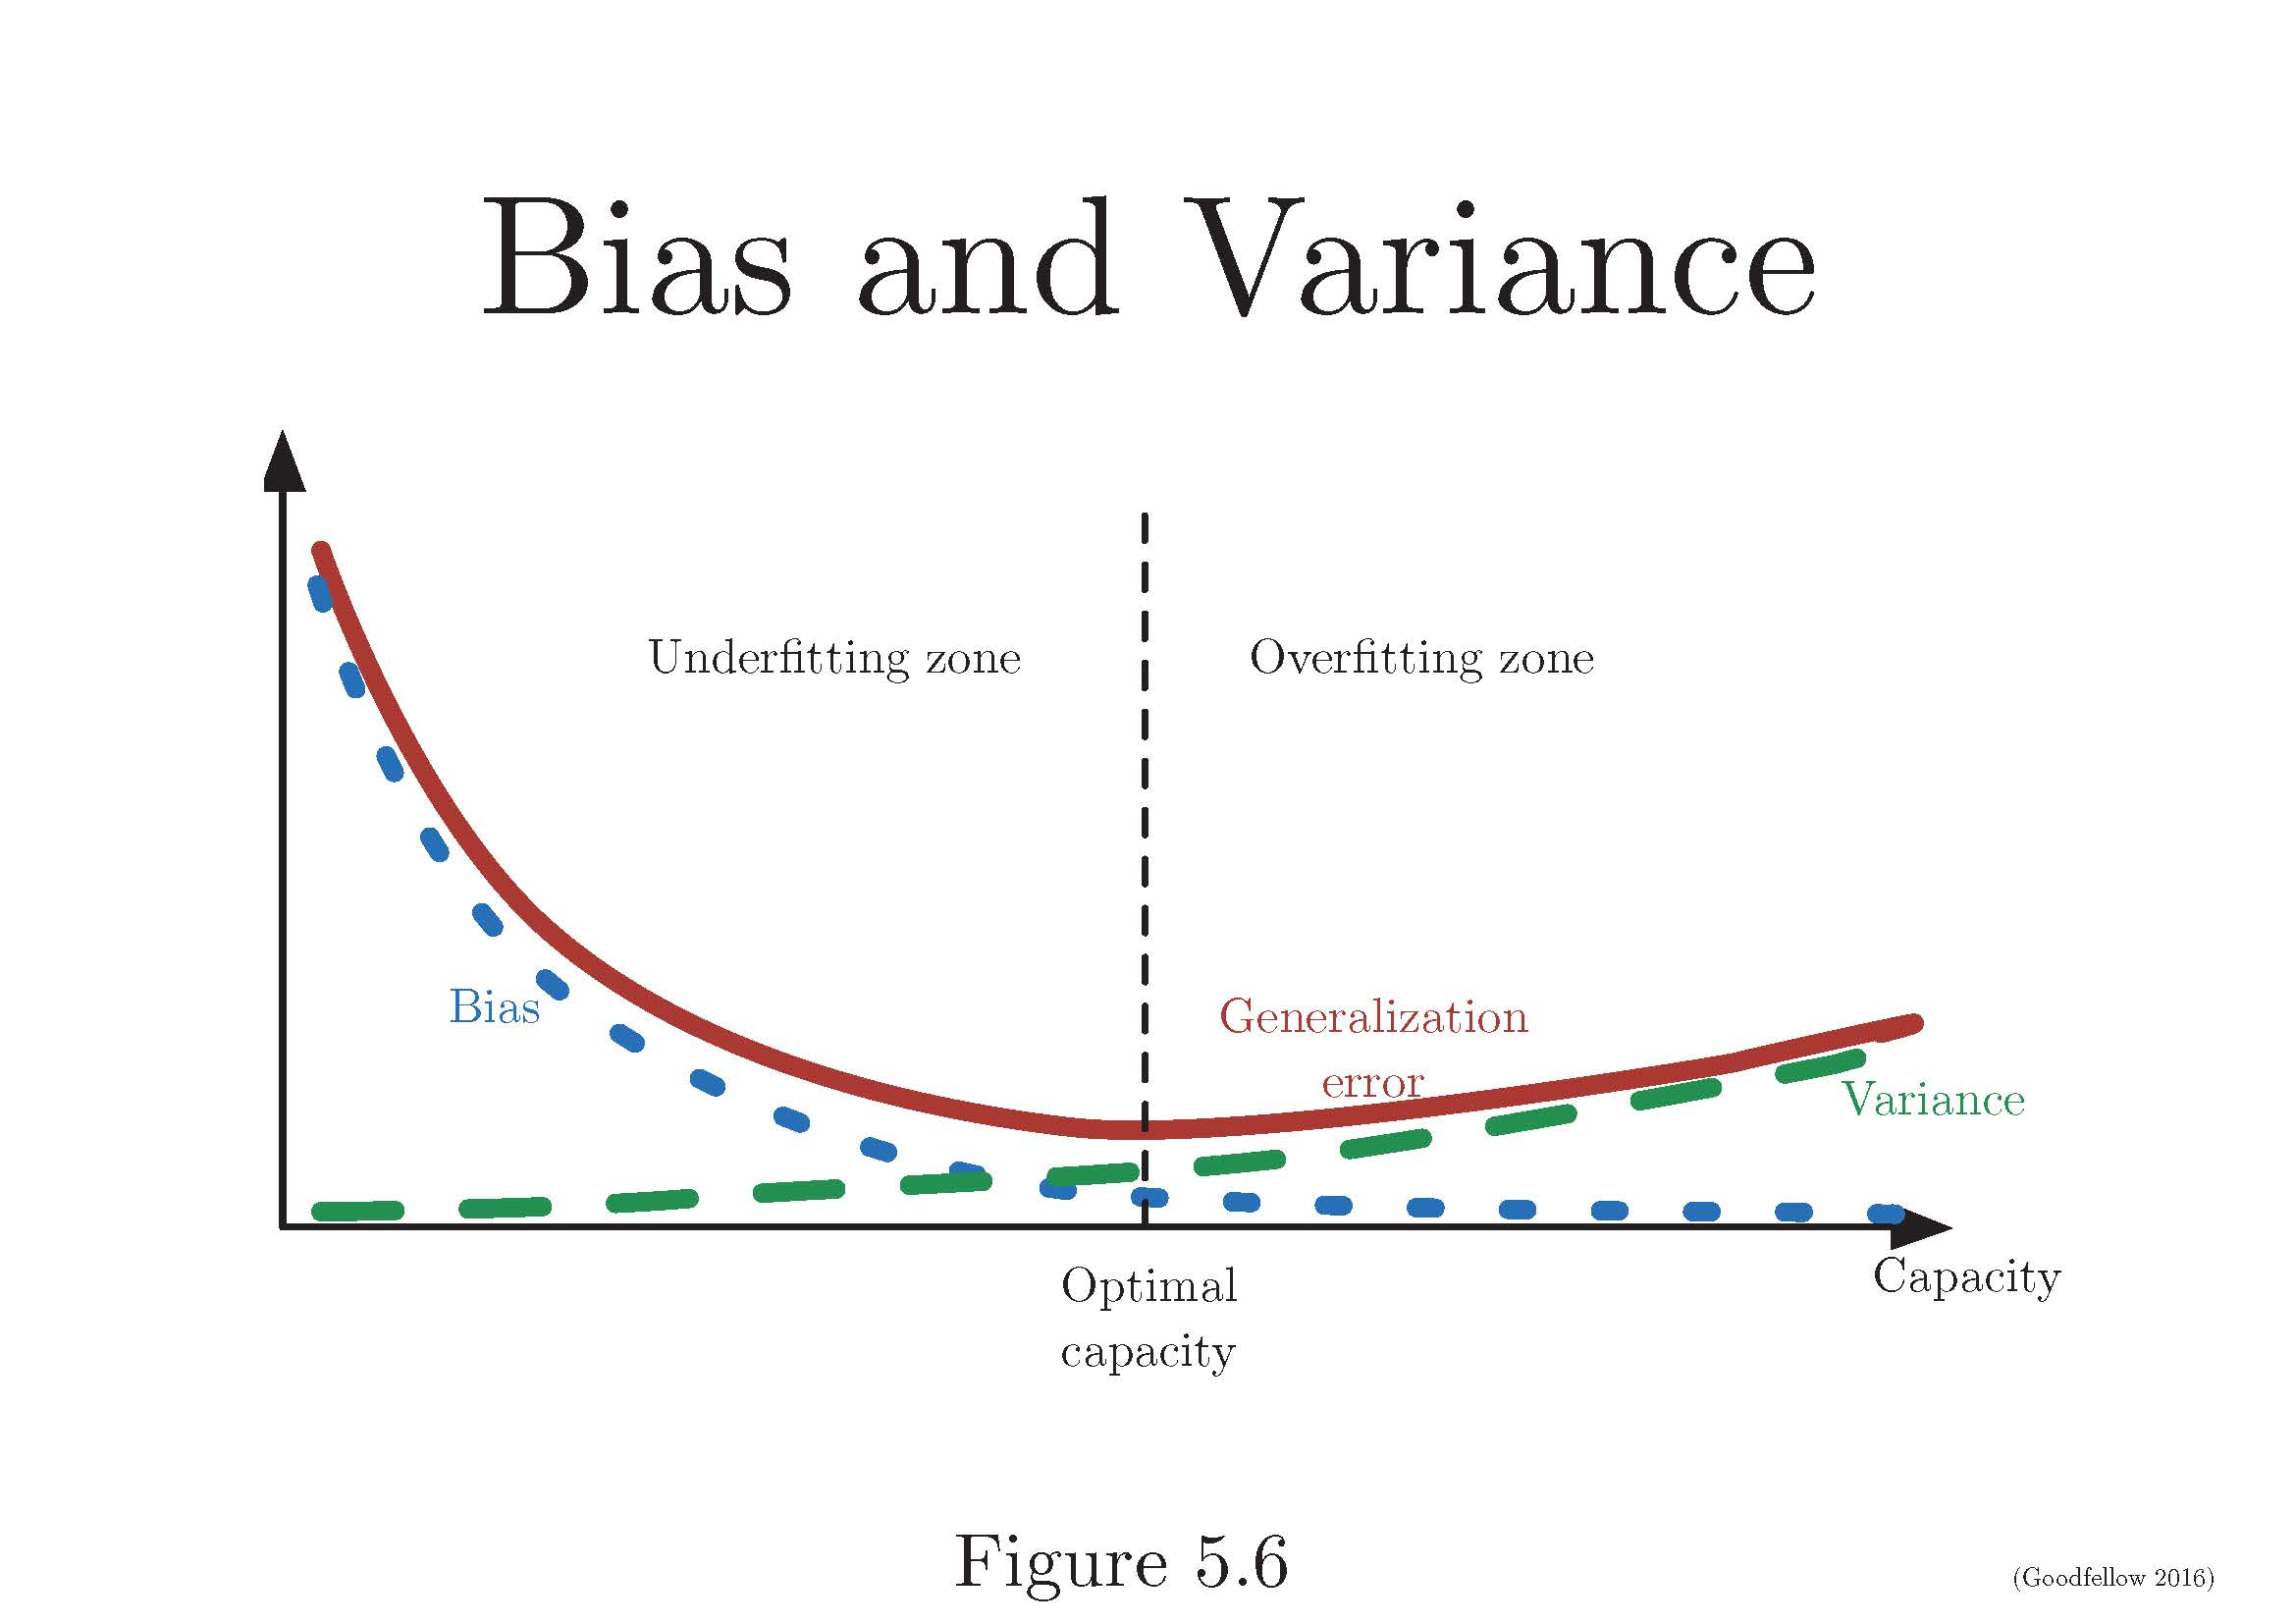 Bias and Variance
Underfitting zone
Overfitting zone
Bias
Generalization
error
Variance
Optimal
capacity
Capacity
Figure 5.6
(Goodfellow 2016)